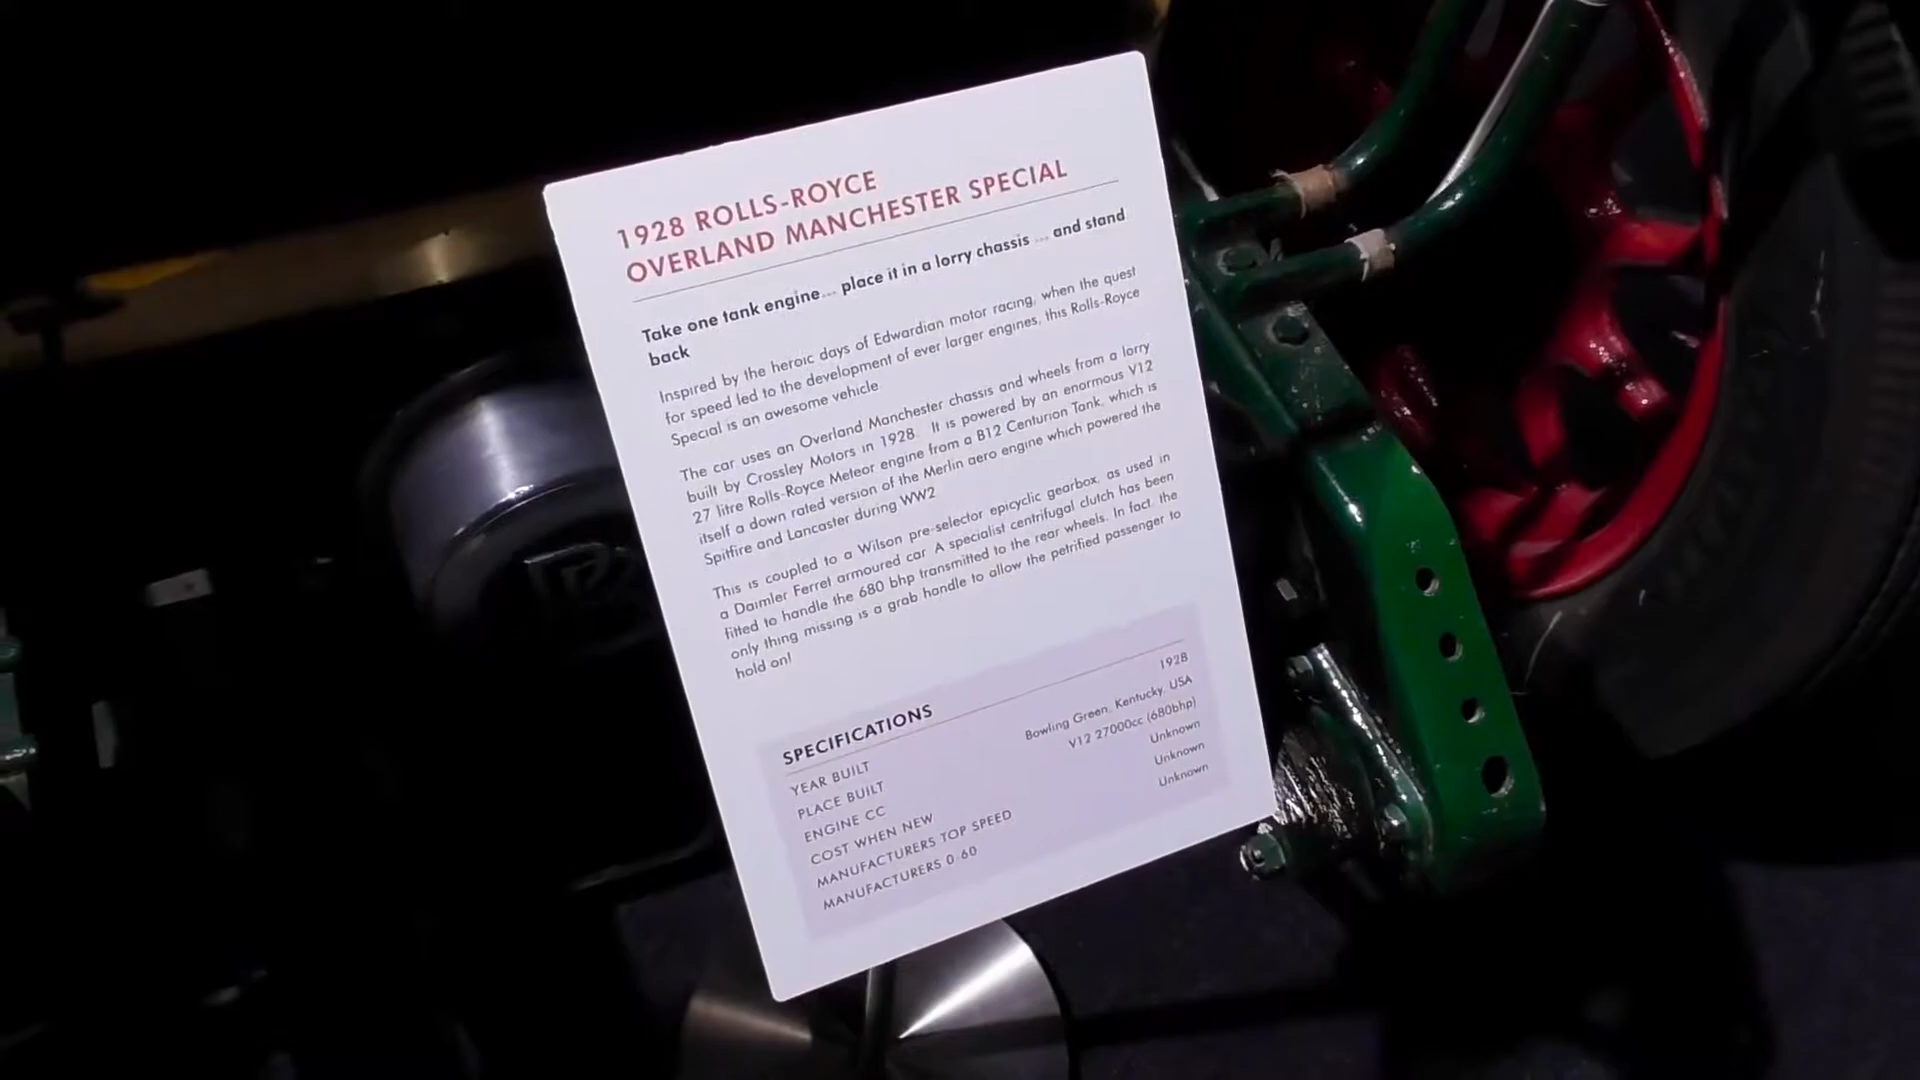 1928 ROLLS-ROYCE
OVERLAND MANCHESTER SPECIAL
Take one tank engine... place it in a lorry chassis ... and stand
back
Inspired by the heroic days of Edwardian motor racing, when the quest
for speed led to the development of ever larger engines, this Rolls-Royce
Special is an awesome vehicle
The car uses an Overland Manchester chassis and wheels from a lorry
built by Crossley Motors in 1928. It is powered by an enormous V12
27 litre Rolls-Royce Meteor engine from a B12 Centurion Tank, which is
itself a down rated version of the Merlin aero engine which powered the
Spitfire and Lancaster during WW2
This is coupled to a Wilson pre-selector epicyclic gearbox, as used in
a Daimler Ferret armoured car. A specialist centrifugal clutch has been
fitted to handle the 680 bhp transmitted to the rear wheels. In fact, the
only thing missing is a grab handle to allow the petrified passenger to
hold on!
SPECIFICATIONS
YEAR BUILT 1928
PLACE BUILT Bowling Green, Kentucky, USA
ENGINE CC V12 27000cc (680bhp)
COST WHEN NEW Unknown
MANUFACTURERS TOP SPEED Unknown
MANUFACTURERS 0-60 Unknown